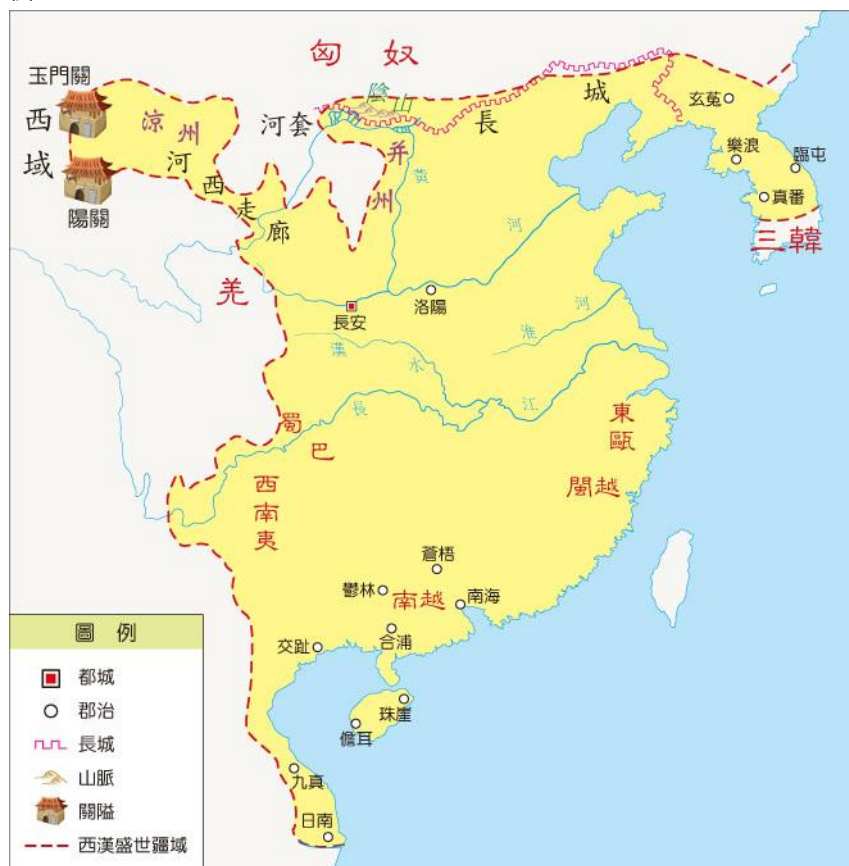 匈奴
玉門關
西域
涼州
河西走廊
陽關
河套
陰山
長城
并州
黃河
玄菟
樂浪
臨屯
真番
三韓
羌
長安
洛陽
淮河
漢水
長江
蜀
巴
西南夷
東甌
閩越
蒼梧
鬱林
南越
南海
合浦
交趾
珠崖
儋耳
九真
日南
圖例
都城
郡治
長城
山脈
關隘
西漢盛世疆域